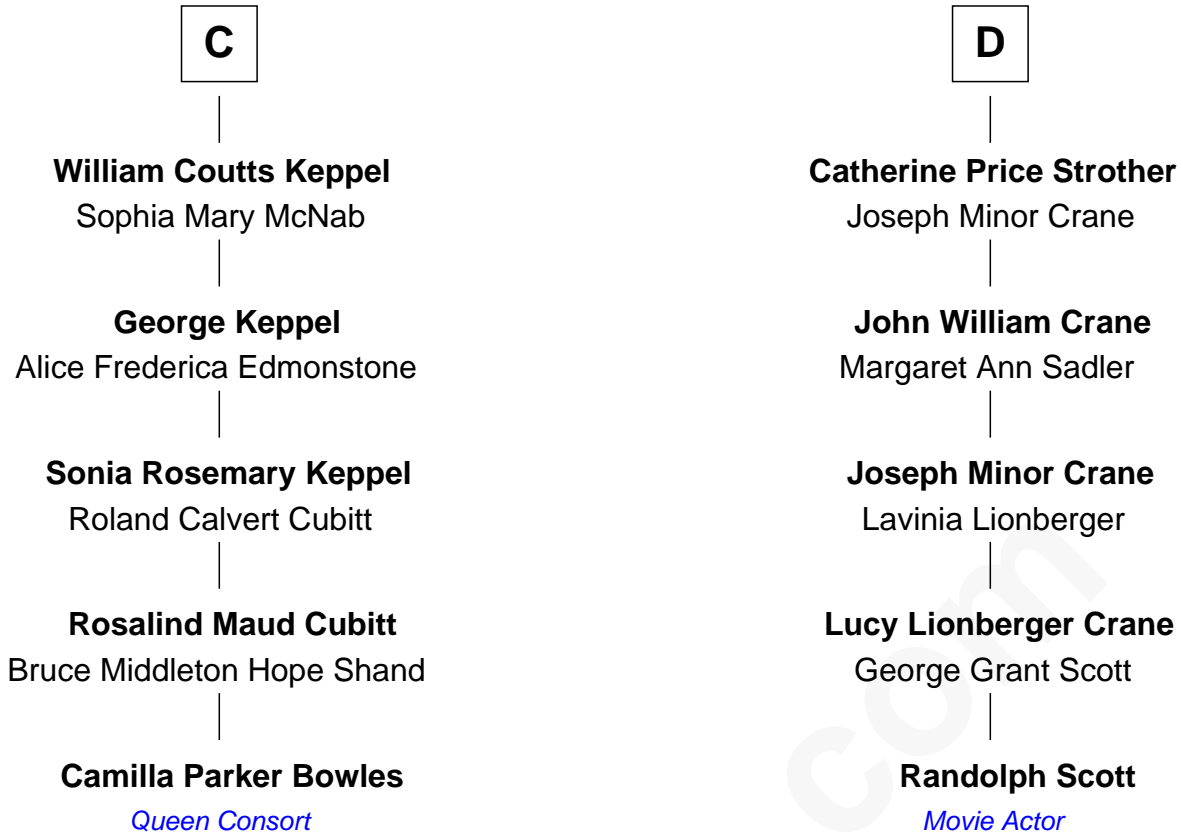 C
William Coutts Keppel
Sophia Mary McNab
George Keppel
Alice Frederica Edmonstone
Sonia Rosemary Keppel
Roland Calvert Cubitt
Rosalind Maud Cubitt
Bruce Middleton Hope Shand
Camilla Parker Bowles
Queen Consort
D
Catherine Price Strother
Joseph Minor Crane
John William Crane
Margaret Ann Sadler
Joseph Minor Crane
Lavinia Lionberger
Lucy Lionberger Crane
George Grant Scott
Randolph Scott
Movie Actor
com